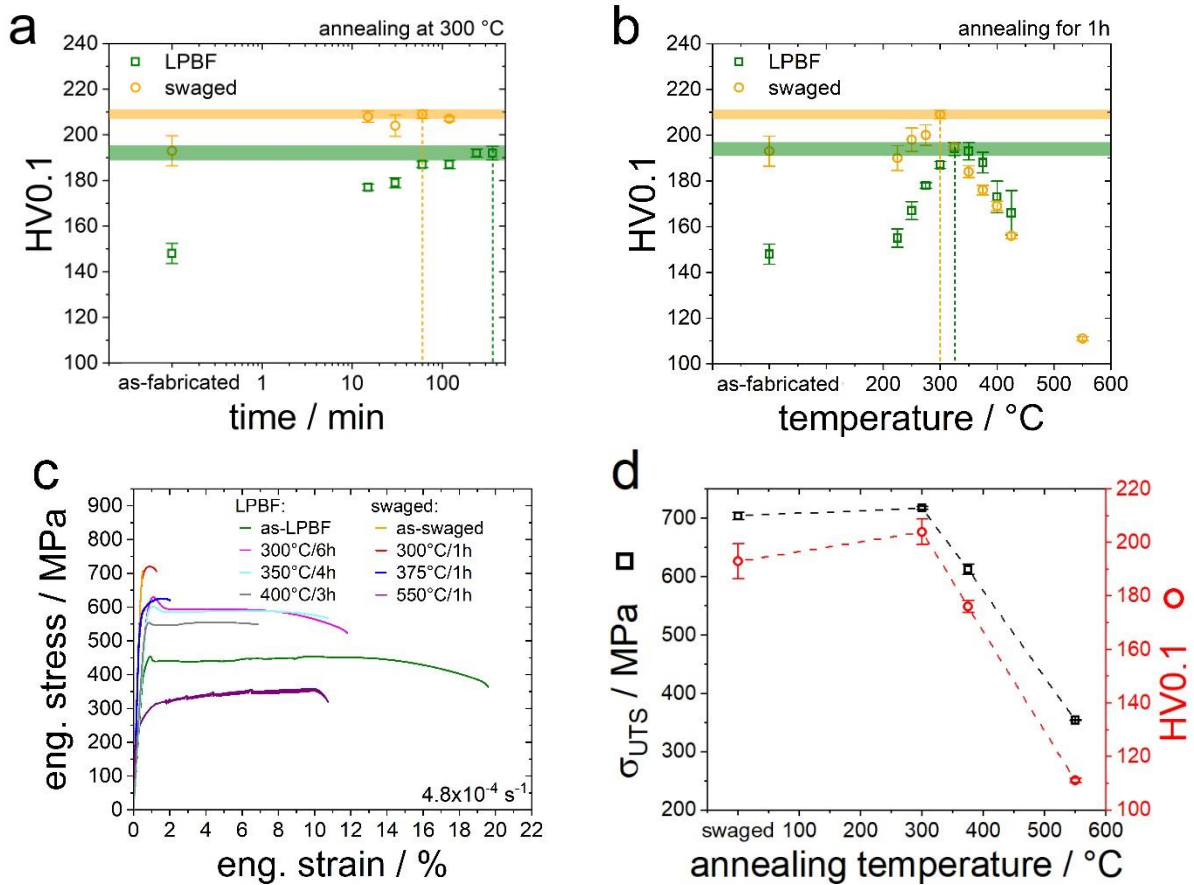 a
annealing at 300 °C
LPBF
swaged
240
220
200
180
160
140
120
100
HV0.1
as-fabricated 1 10 100
time / min
b
annealing for 1h
LPBF
swaged
240
220
200
180
160
140
120
100
HV0.1
as-fabricated 200 300 400 500 600
temperature / °C
c
LPBF: swaged:
as-LPBF as-swaged
300°C/6h 300°C/1h
350°C/4h 375°C/1h
400°C/3h 550°C/1h
900
800
700
600
500
400
300
200
100
0
eng. stress / MPa
4.8x10⁻⁴ s⁻¹
0 2 4 6 8 10 12 14 16 18 20 22
eng. strain / %
d
700
600
500
400
300
200
σUTS / MPa
220
200
180
160
140
120
100
HV0.1
swaged 100 200 300 400 500 600
annealing temperature / °C